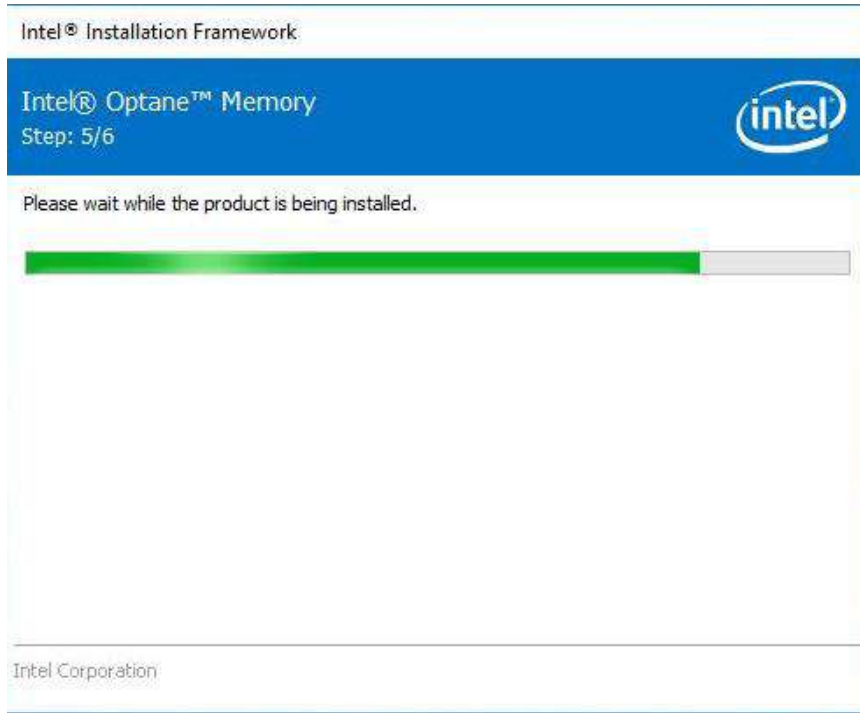 Intel® Installation Framework
Intel® Optane™ Memory
Step: 5/6
intel
Please wait while the product is being installed.
Intel Corporation